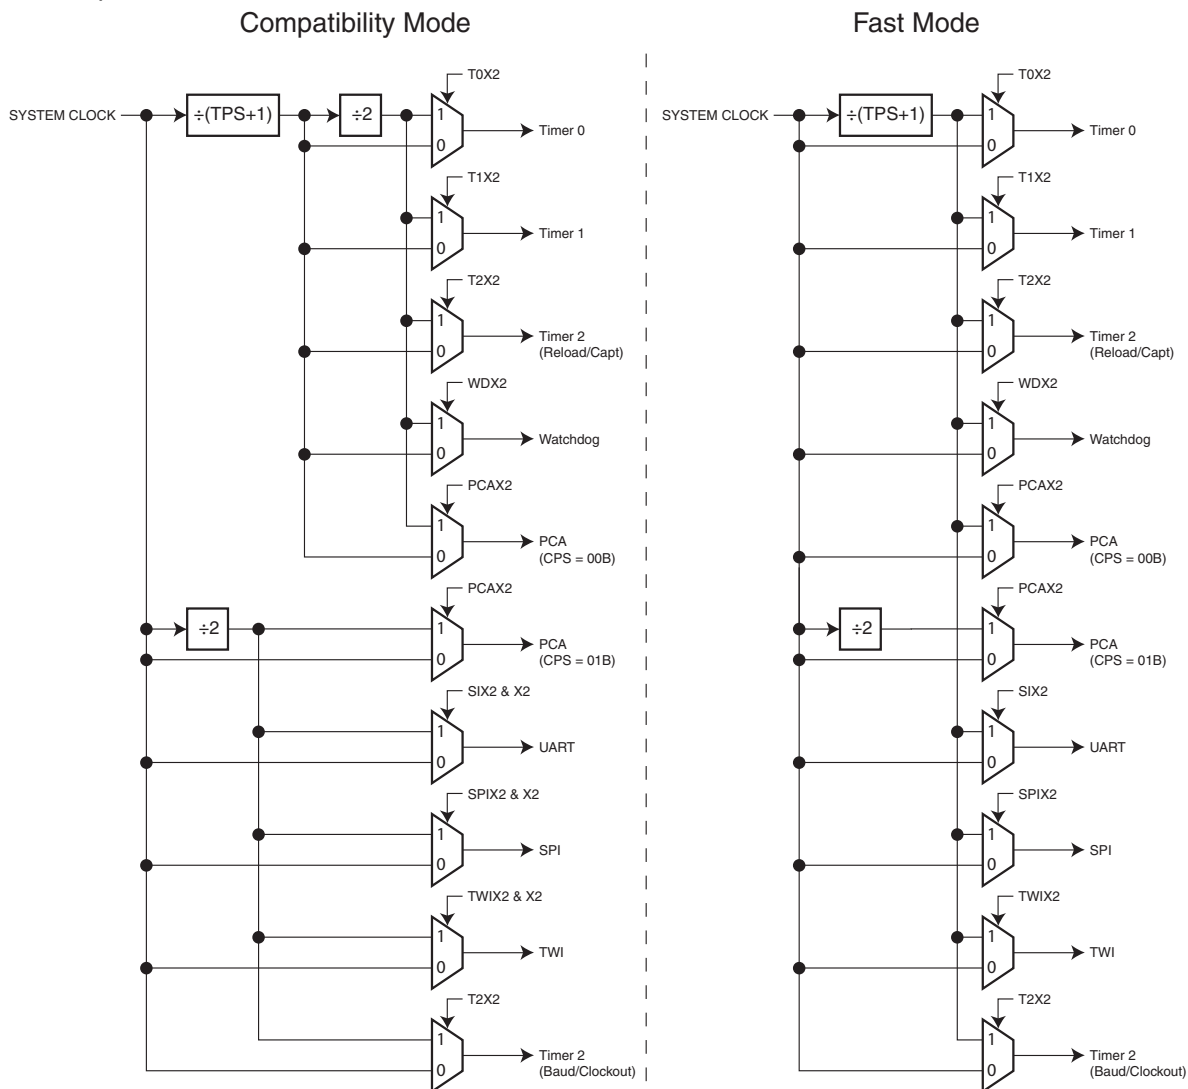 Compatibility Mode
T0X2
SYSTEM CLOCK
÷(TPS+1)
÷2
1
0
Timer 0
T1X2
1
0
Timer 1
T2X2
1
0
Timer 2
(Reload/Capt)
WDX2
1
0
Watchdog
PCAX2
1
0
PCA
(CPS = 00B)
PCAX2
÷2
1
0
PCA
(CPS = 01B)
SIX2 & X2
1
0
UART
SPIX2 & X2
1
0
SPI
TWIX2 & X2
1
0
TWI
T2X2
1
0
Timer 2
(Baud/Clockout)
Fast Mode
T0X2
SYSTEM CLOCK
÷(TPS+1)
1
0
Timer 0
T1X2
1
0
Timer 1
T2X2
1
0
Timer 2
(Reload/Capt)
WDX2
1
0
Watchdog
PCAX2
1
0
PCA
(CPS = 00B)
PCAX2
÷2
1
0
PCA
(CPS = 01B)
SIX2
1
0
UART
SPIX2
1
0
SPI
TWIX2
1
0
TWI
T2X2
1
0
Timer 2
(Baud/Clockout)